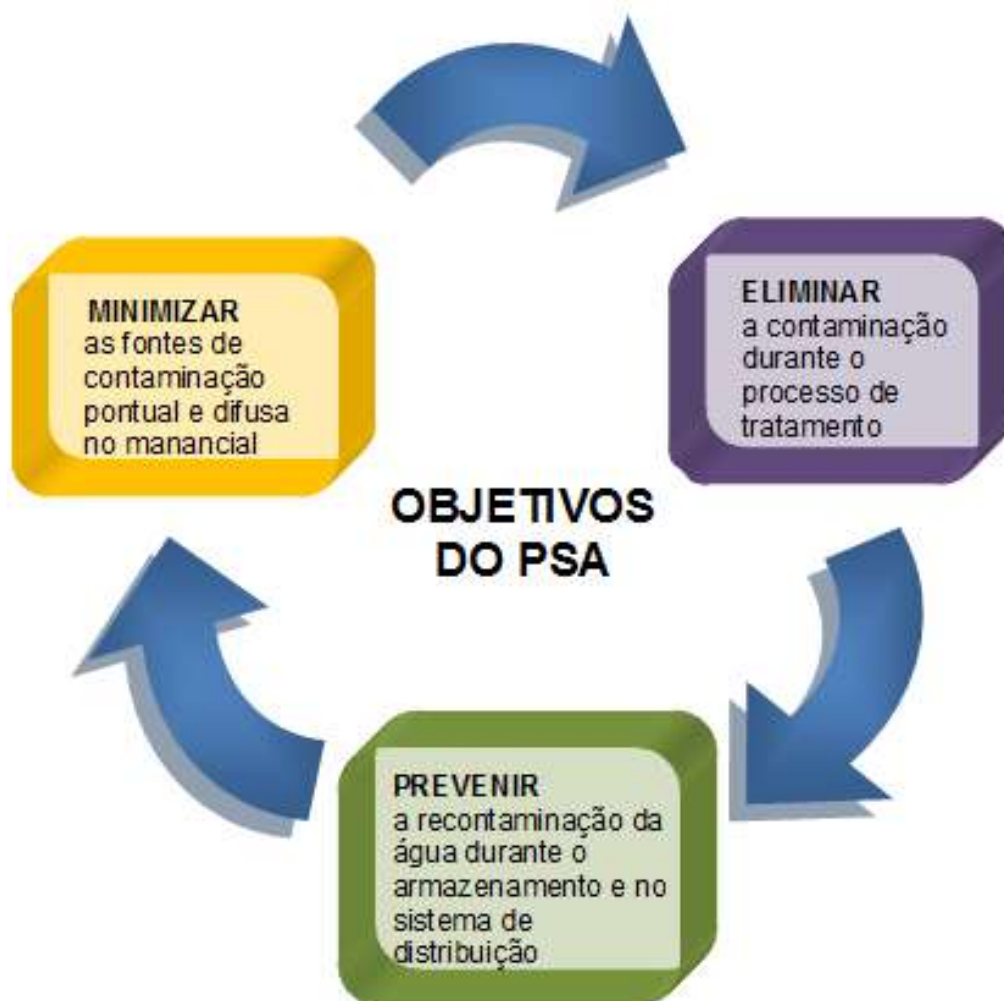 MINIMIZAR
as fontes de
contaminação
pontual e difusa
no manancial
ELIMINAR
a contaminação
durante o
processo de
tratamento
OBJETIVOS
DO PSA
PREVENIR
a recontaminação da
água durante o
armazenamento e no
sistema de
distribuição